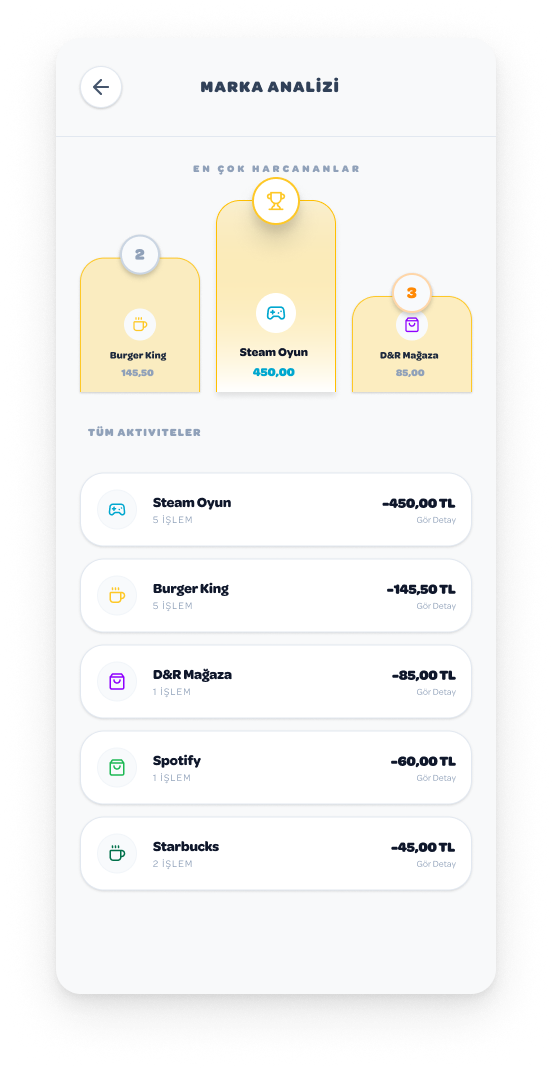 MARKA ANALİZİ
EN ÇOK HARCANANLAR
2
Burger King
145,50
Steam Oyun
450,00
3
D&R Mağaza
85,00
TÜM AKTIVITELER
Steam Oyun
-450,00 TL
5 İŞLEM
Gör Detay
Burger King
-145,50 TL
5 İŞLEM
Gör Detay
D&R Mağaza
-85,00 TL
1 İŞLEM
Gör Detay
Spotify
-60,00 TL
1 İŞLEM
Gör Detay
Starbucks
-45,00 TL
2 İŞLEM
Gör Detay